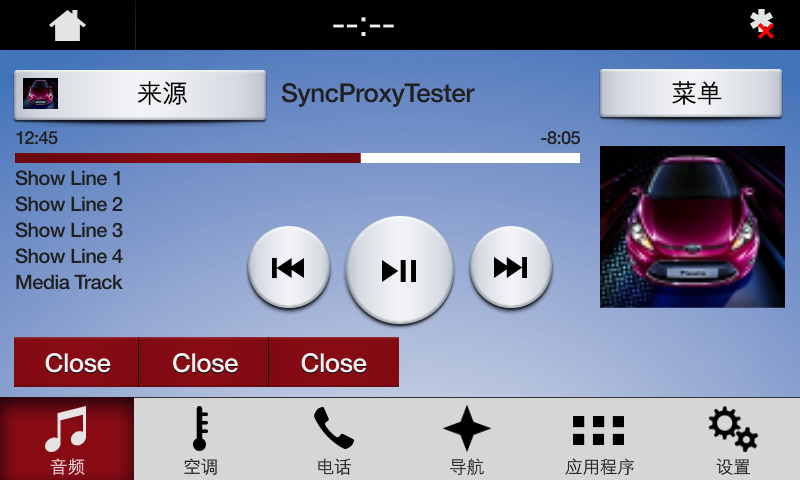 --:--
来源
SyncProxyTester
菜单
12:45
-8:05
Show Line 1
Show Line 2
Show Line 3
Show Line 4
Media Track
Close
Close
Close
音频
空调
电话
导航
应用程序
设置